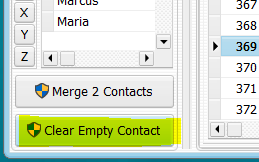 Marcus
X
Maria
Y
Z
Merge 2 Contacts
Clear Empty Contact
367
368
369
370
371
372